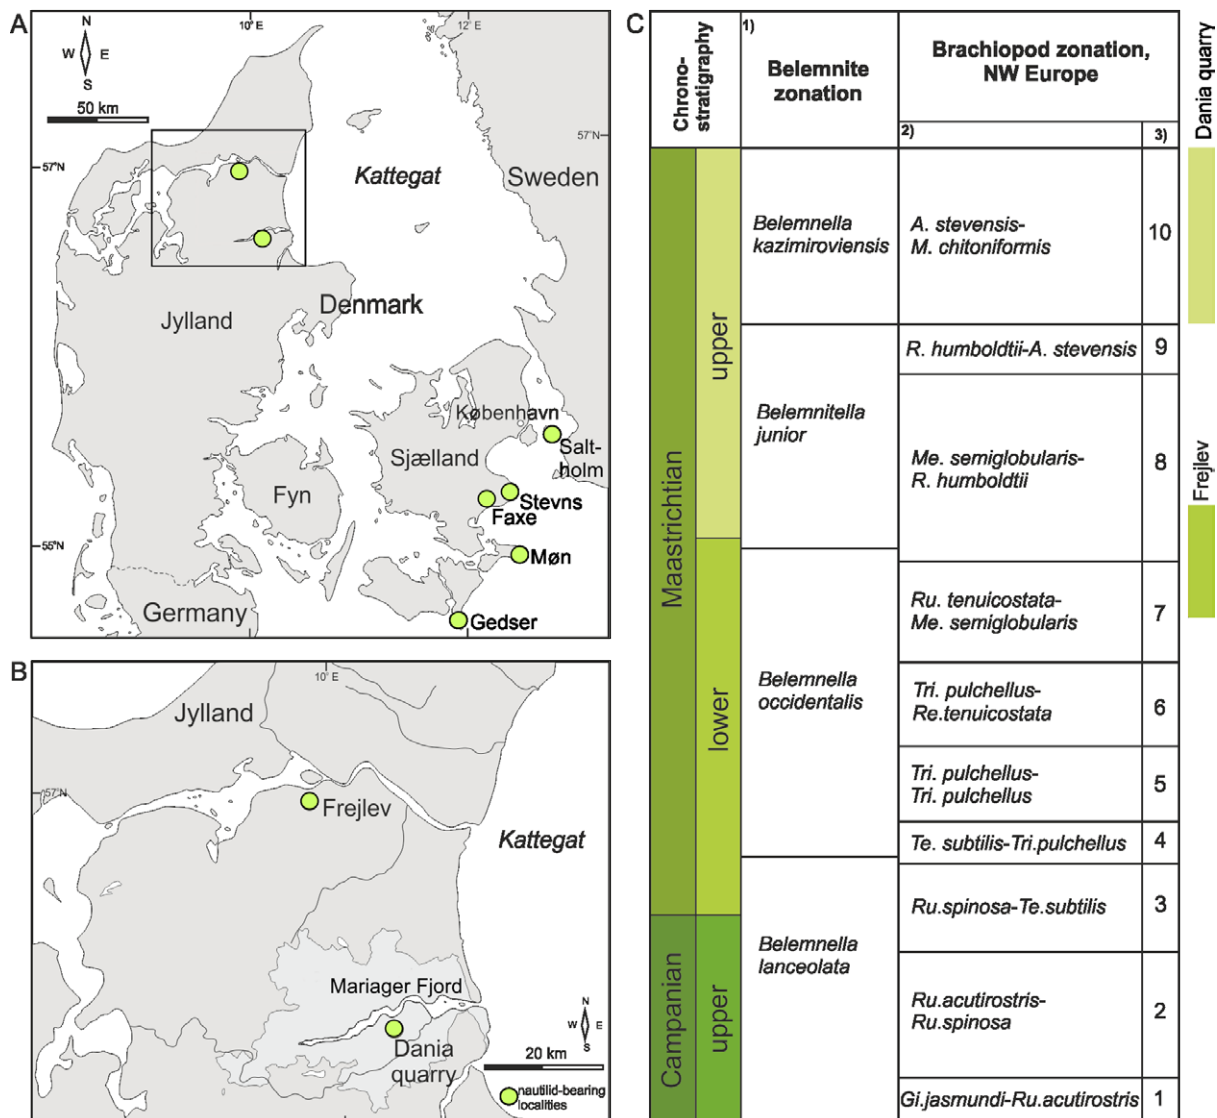 A
10°E
12°E
N
W E
S
50 km
57°N
57°N
Kattegat
Sweden
Jylland
Denmark
København
Salt-
holm
Sjælland
Fyn
Stevns
Faxe
55°N
Møn
Germany
Gedser
B
10°E
Jylland
57°N
Frejlev
Kattegat
Mariager Fjord
N
W E
S
Dania
quarry
20 km
nautilid-bearing
localities
C
Chrono-
stratigraphy
1)
Belemnite
zonation
Brachiopod zonation,
NW Europe
2)
3)
Dania quarry
Maastrichtian
upper
Belemnella
kazimiroviensis
A. stevensis-
M. chitoniformis
10
R. humboldtii-A. stevensis
9
Belemnitella
junior
Me. semiglobularis-
R. humboldtii
8
Frejlev
lower
Ru. tenuicostata-
Me. semiglobularis
7
Belemnella
occidentalis
Tri. pulchellus-
Re.tenuicostata
6
Tri. pulchellus-
Tri. pulchellus
5
Te. subtilis-Tri.pulchellus
4
Ru.spinosa-Te.subtilis
3
Campanian
upper
Belemnella
lanceolata
Ru.acutirostris-
Ru.spinosa
2
Gi.jasmundi-Ru.acutirostris
1